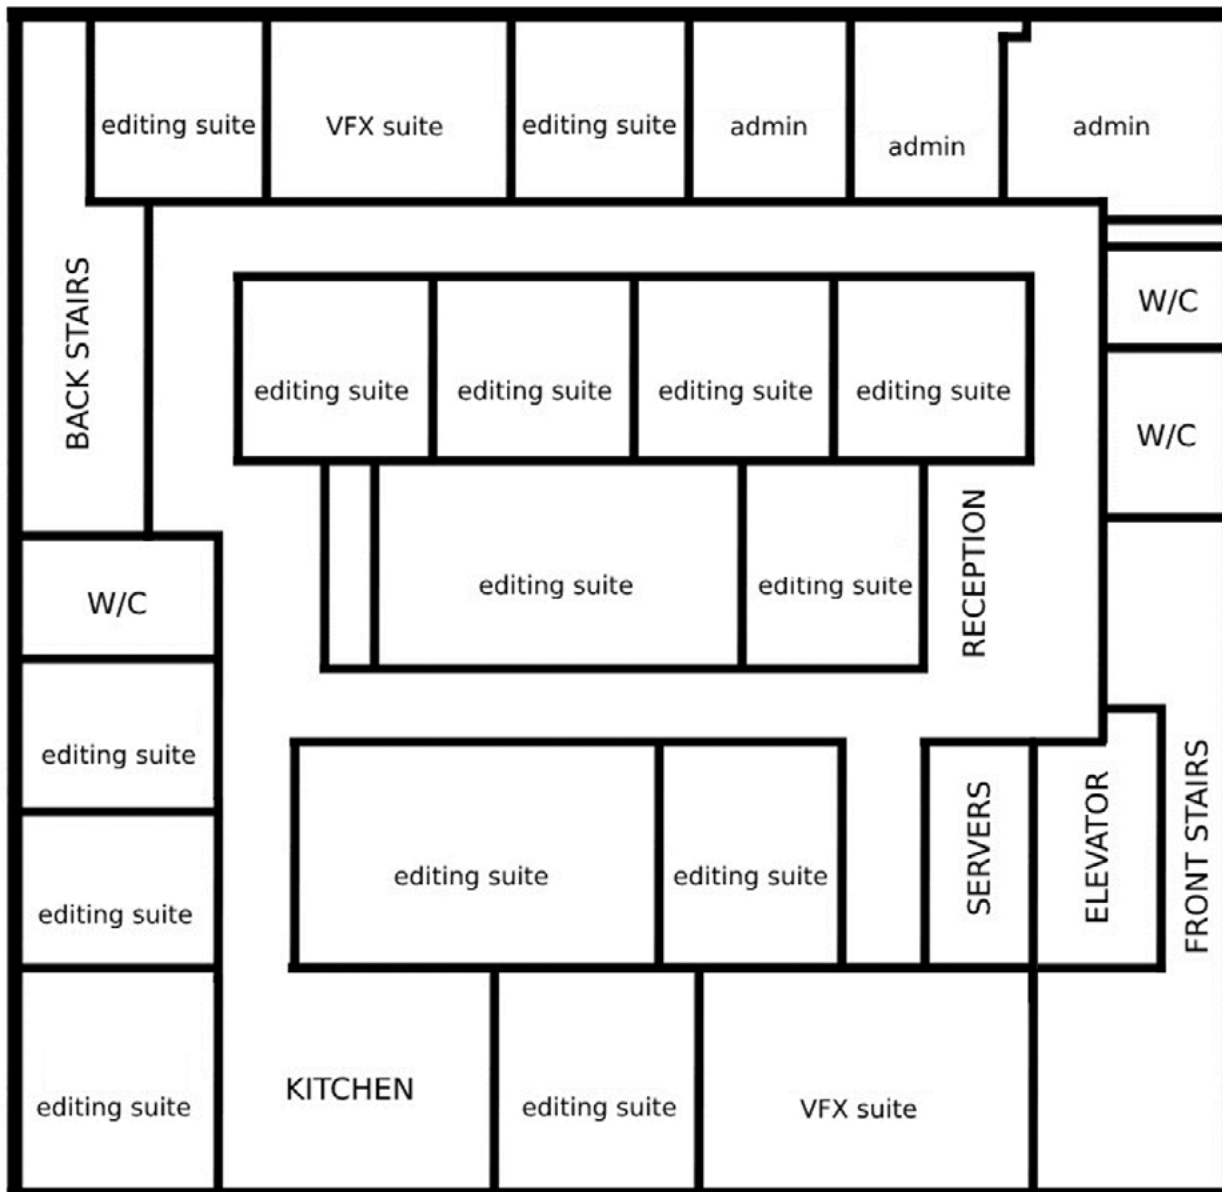 editing suite
VFX suite
editing suite
admin
admin
admin
BACK STAIRS
W/C
W/C
editing suite
editing suite
editing suite
editing suite
editing suite
editing suite
RECEPTION
W/C
editing suite
editing suite
editing suite
editing suite
SERVERS
ELEVATOR
FRONT STAIRS
editing suite
KITCHEN
editing suite
VFX suite